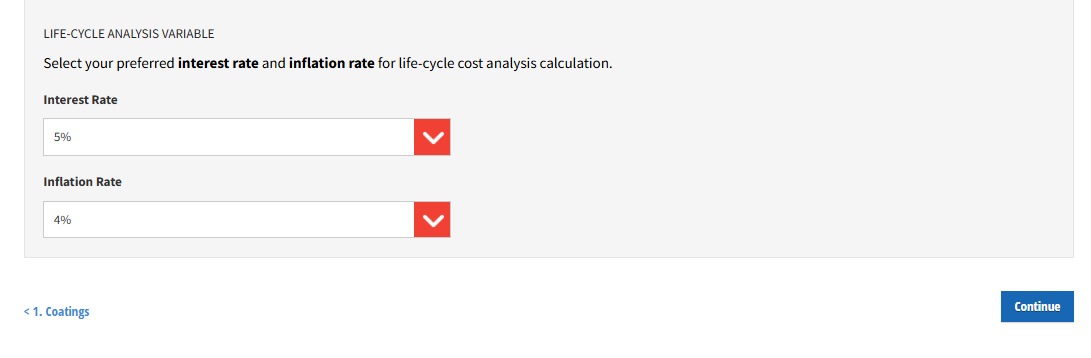 LIFE-CYCLE ANALYSIS VARIABLE
Select your preferred interest rate and inflation rate for life-cycle cost analysis calculation.
Interest Rate
5%
Inflation Rate
4%
< 1. Coatings
Continue